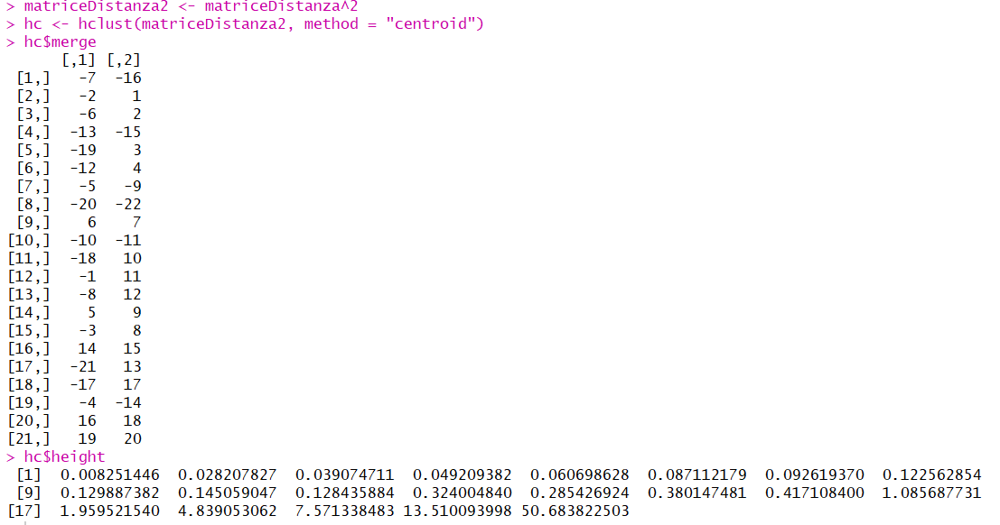 > matriceDistanza2 <- matriceDistanza^2
> hc <- hclust(matriceDistanza2, method = "centroid")
> hc$merge
      [,1] [,2]
 [1,]   -7  -16
 [2,]   -2    1
 [3,]   -6    2
 [4,]  -13  -15
 [5,]  -19    3
 [6,]  -12    4
 [7,]   -5   -9
 [8,]  -20  -22
 [9,]    6    7
[10,]  -10  -11
[11,]  -18   10
[12,]   -1   11
[13,]   -8   12
[14,]    5    9
[15,]   -3    8
[16,]   14   15
[17,]  -21   13
[18,]  -17   17
[19,]   -4  -14
[20,]   16   18
[21,]   19   20
> hc$height
 [1]  0.008251446  0.028207827  0.039074711  0.049209382  0.060698628  0.087112179  0.092619370  0.122562854
 [9]  0.129887382  0.145059047  0.128435884  0.324004840  0.285426924  0.380147481  0.417108400  1.085687731
[17]  1.959521540  4.839053062  7.571338483 13.510093998 50.683822503